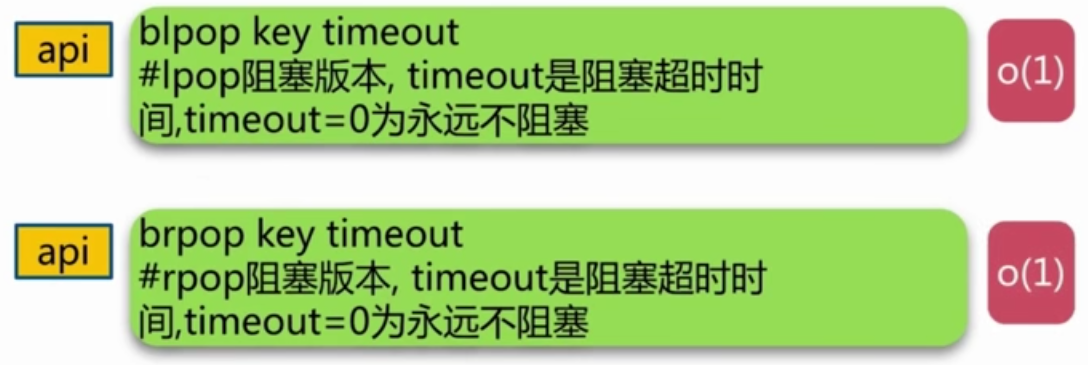 api
blpop key timeout
#lpop阻塞版本, timeout是阻塞超时时
间,timeout=0为永远不阻塞
o(1)
api
brpop key timeout
#rpop阻塞版本, timeout是阻塞超时时
间,timeout=0为永远不阻塞
o(1)